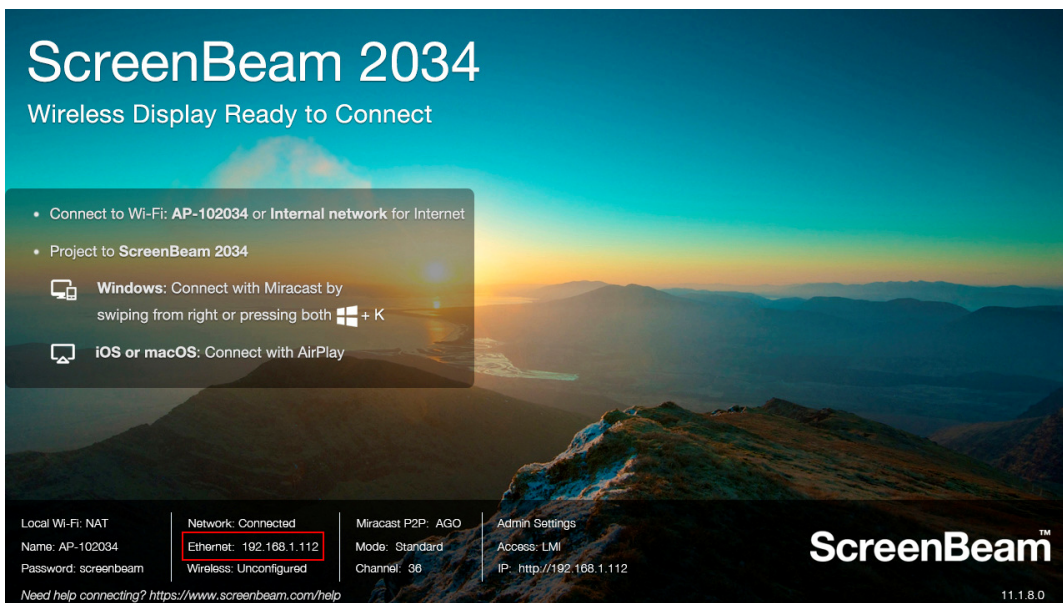 ScreenBeam 2034
Wireless Display Ready to Connect
• Connect to Wi-Fi: AP-102034 or Internal network for Internet
• Project to ScreenBeam 2034
Windows: Connect with Miracast by
swiping from right or pressing both + K
iOS or macOS: Connect with AirPlay
Local Wi-Fi: NAT
Name: AP-102034
Password: screenbeam
Network: Connected
Ethernet: 192.168.1.112
Wireless: Unconfigured
Miracast P2P: AGO
Mode: Standard
Channel: 36
Admin Settings
Access: LMI
IP: http://192.168.1.112
ScreenBeam™
Need help connecting? https://www.screenbeam.com/help
11.1.8.0